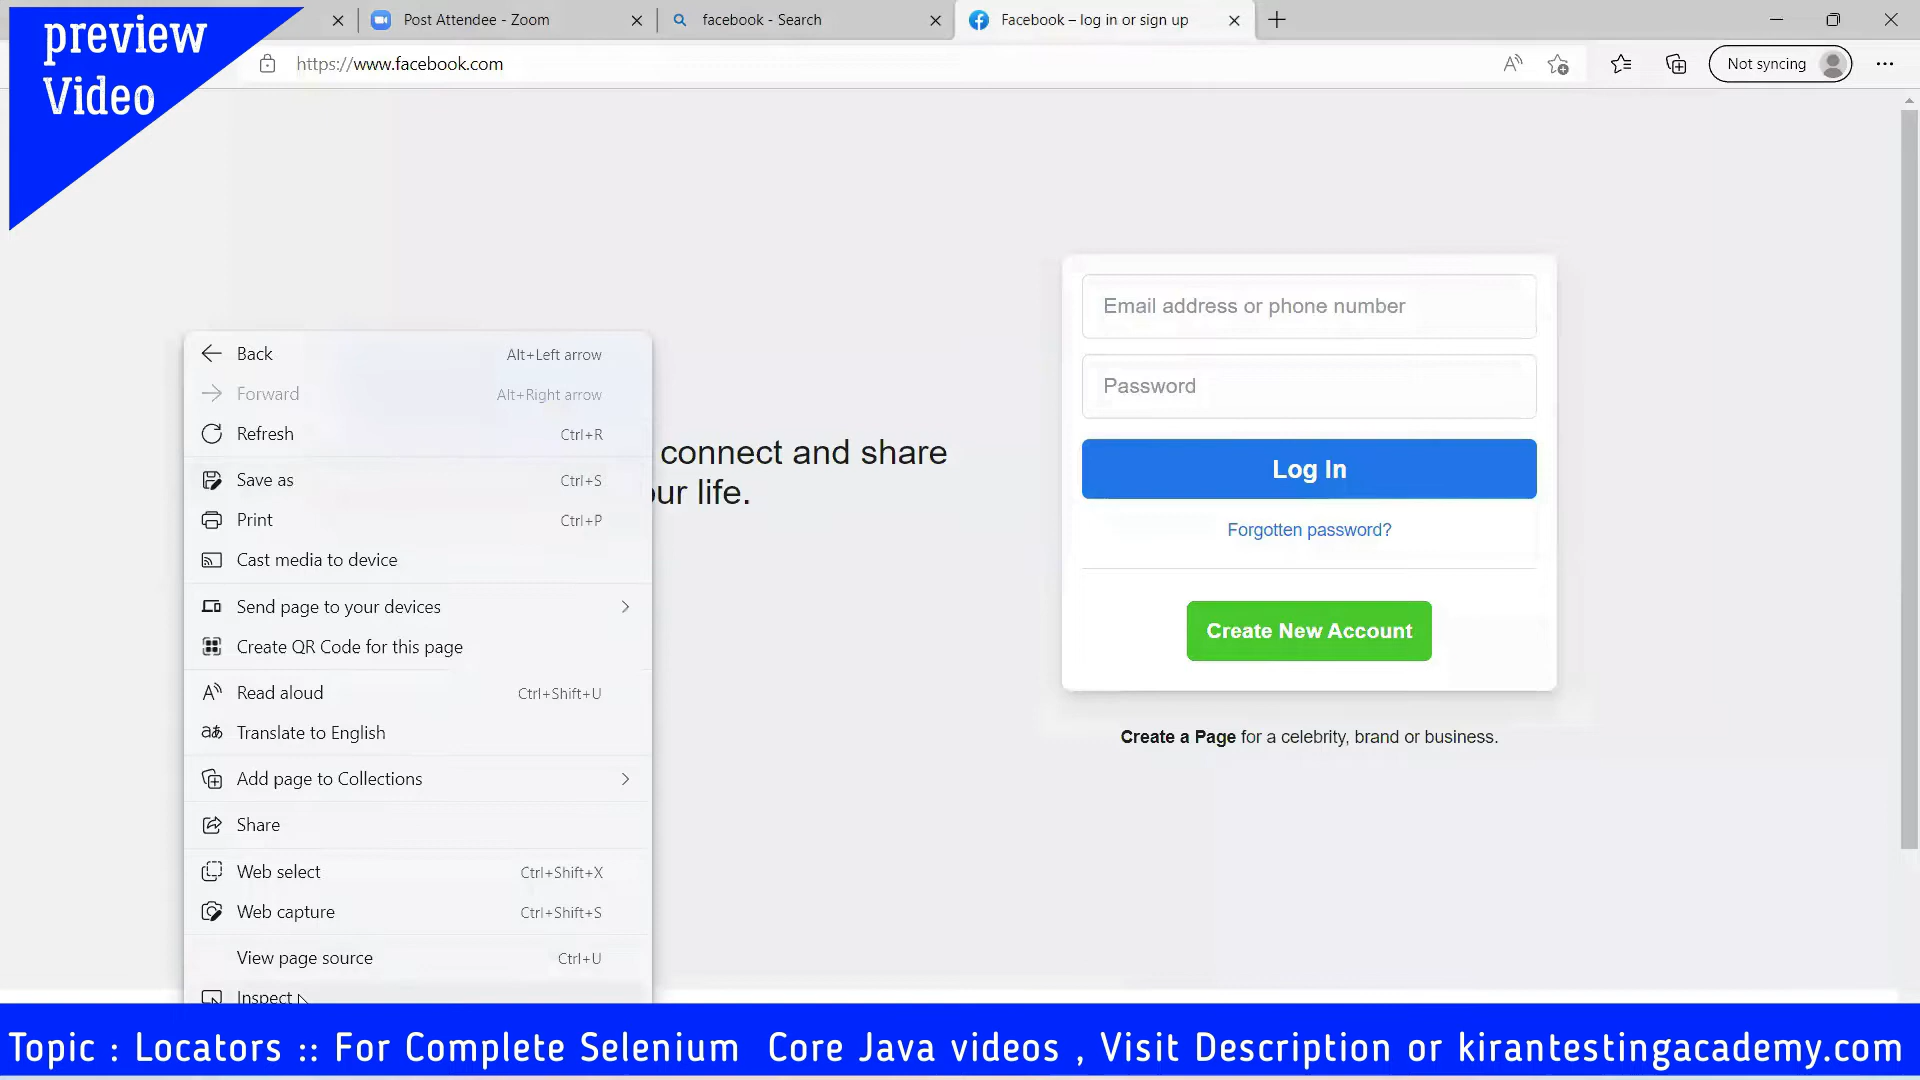 preview
Video
Post Attendee - Zoom
facebook - Search
Facebook – log in or sign up
https://www.facebook.com
Not syncing
Back Alt+Left arrow
Forward Alt+Right arrow
Refresh Ctrl+R
Save as Ctrl+S
Print Ctrl+P
Cast media to device
Send page to your devices
Create QR Code for this page
Read aloud Ctrl+Shift+U
Translate to English
Add page to Collections
Share
Web select Ctrl+Shift+X
Web capture Ctrl+Shift+S
View page source Ctrl+U
Inspect
connect and share
our life.
Email address or phone number
Password
Log In
Forgotten password?
Create New Account
Create a Page for a celebrity, brand or business.
Topic : Locators :: For Complete Selenium Core Java videos , Visit Description or kirantestingacademy.com